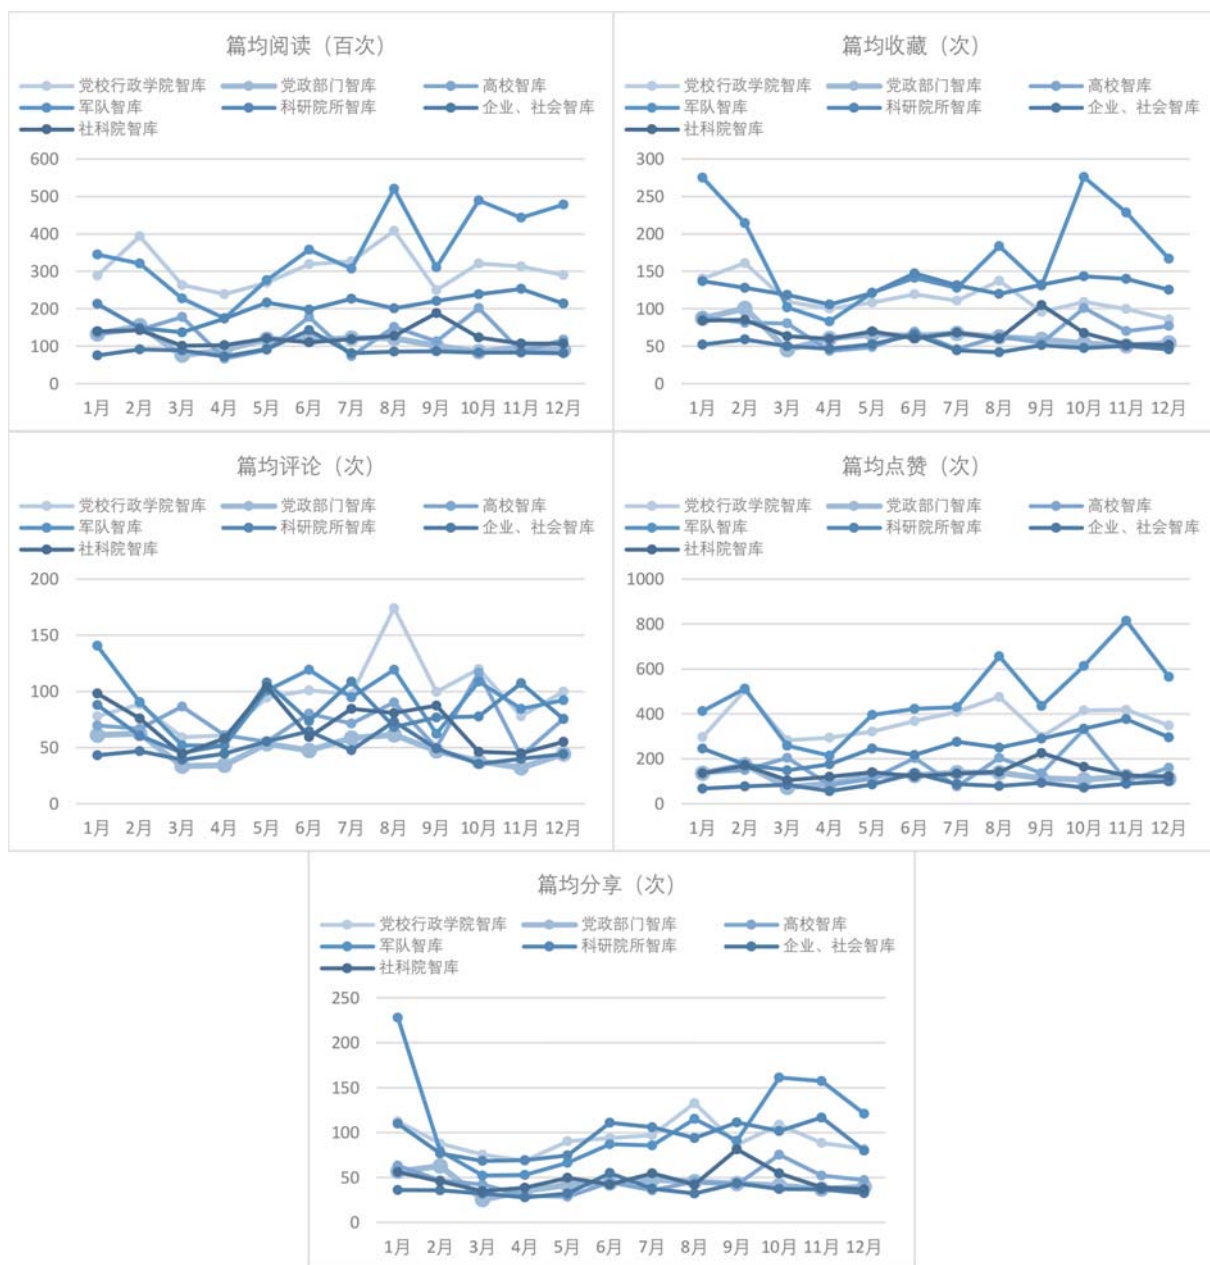 篇均阅读（百次）
党校行政学院智库 党政部门智库 高校智库
军队智库 科研院所智库 企业、社会智库
社科院智库
600
500
400
300
200
100
0
1月 2月 3月 4月 5月 6月 7月 8月 9月 10月 11月 12月
篇均收藏（次）
党校行政学院智库 党政部门智库 高校智库
军队智库 科研院所智库 企业、社会智库
社科院智库
300
250
200
150
100
50
0
1月 2月 3月 4月 5月 6月 7月 8月 9月 10月 11月 12月
篇均评论（次）
党校行政学院智库 党政部门智库 高校智库
军队智库 科研院所智库 企业、社会智库
社科院智库
200
150
100
50
0
1月 2月 3月 4月 5月 6月 7月 8月 9月 10月 11月 12月
篇均点赞（次）
党校行政学院智库 党政部门智库 高校智库
军队智库 科研院所智库 企业、社会智库
社科院智库
1000
800
600
400
200
0
1月 2月 3月 4月 5月 6月 7月 8月 9月 10月 11月 12月
篇均分享（次）
党校行政学院智库 党政部门智库 高校智库
军队智库 科研院所智库 企业、社会智库
社科院智库
250
200
150
100
50
0
1月 2月 3月 4月 5月 6月 7月 8月 9月 10月 11月 12月